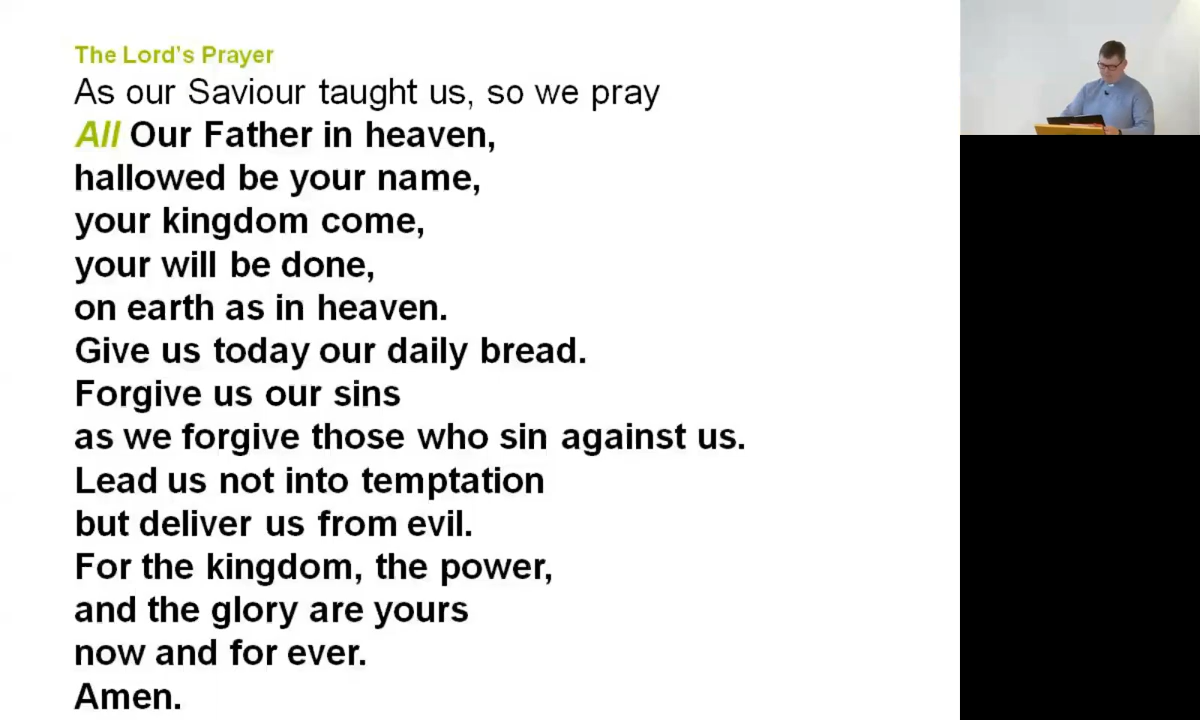 The Lord's Prayer
As our Saviour taught us, so we pray
All Our Father in heaven,
hallowed be your name,
your kingdom come,
your will be done,
on earth as in heaven.
Give us today our daily bread.
Forgive us our sins
as we forgive those who sin against us.
Lead us not into temptation
but deliver us from evil.
For the kingdom, the power,
and the glory are yours
now and for ever.
Amen.